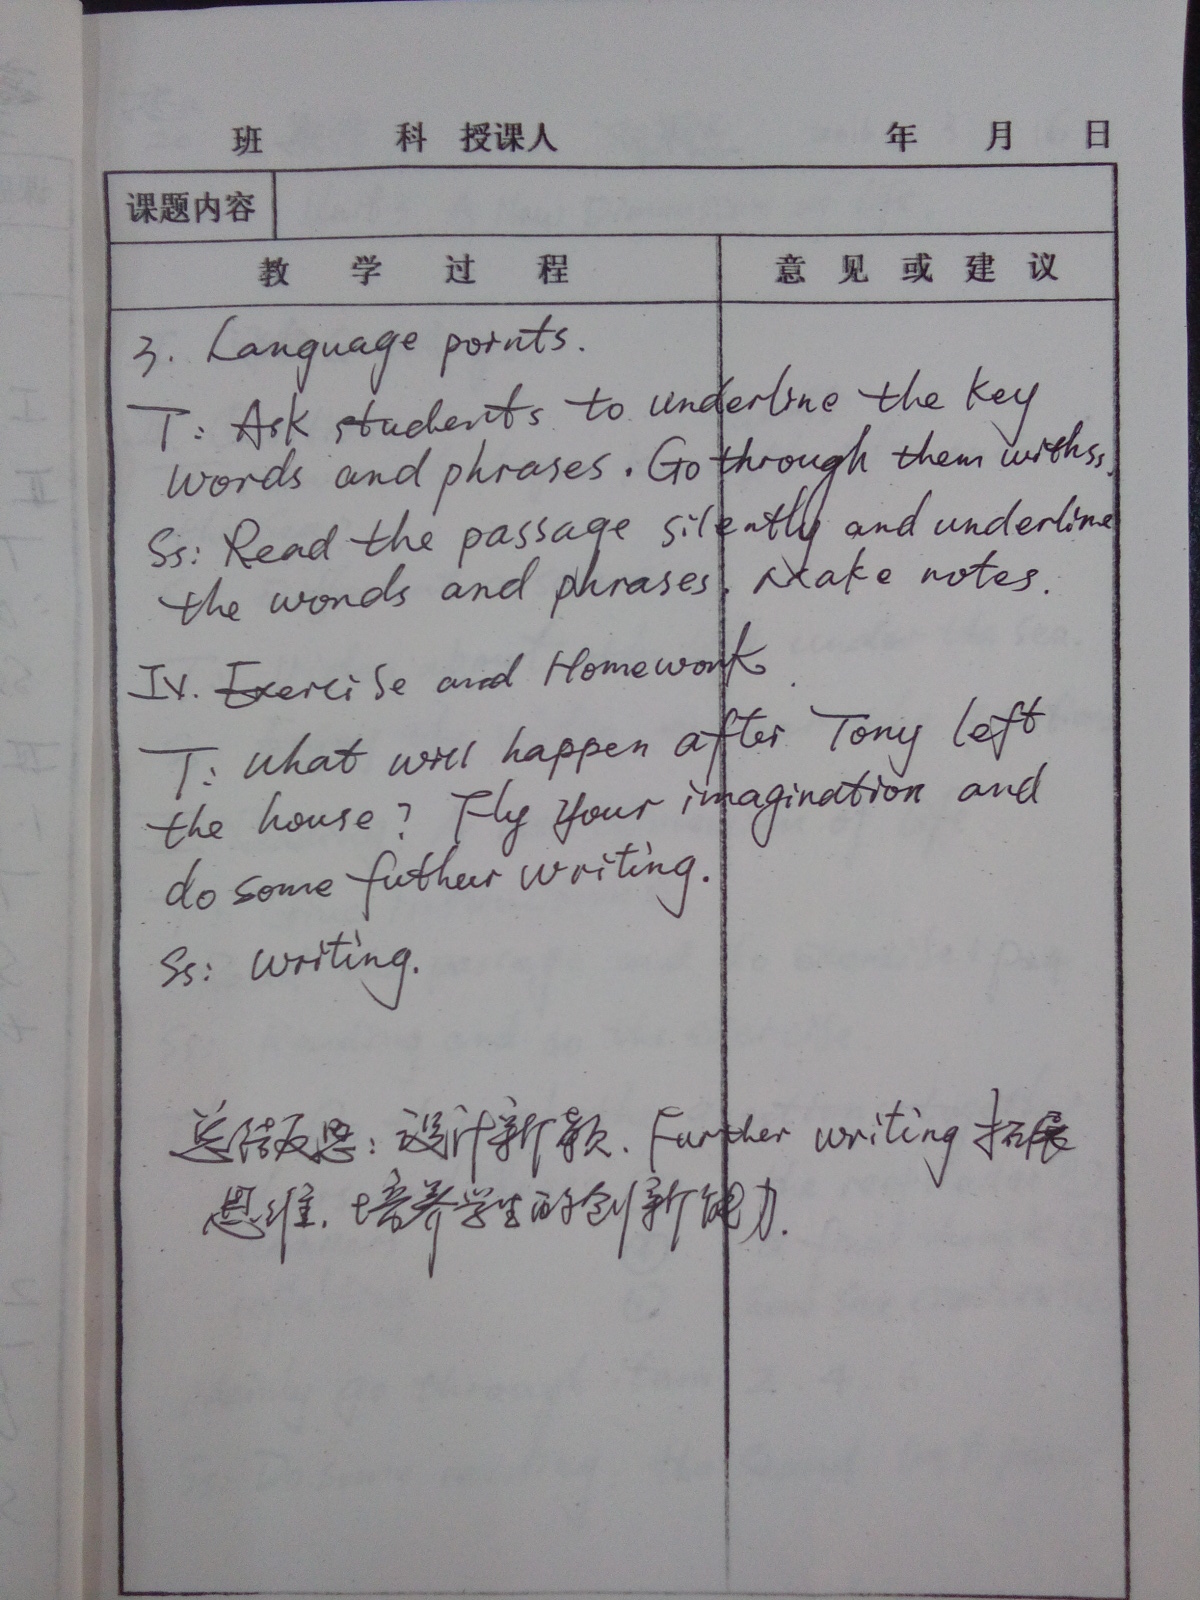 班 科 授课人 年 月 日
课题内容
教 学 过 程 意 见 或 建 议
3. Language points.
T: Ask students to underline the key
words and phrases. Go through them with ss.
Ss: Read the passage silently and underline
the words and phrases. Make notes.
IV. Exercise and Homework.
T: what will happen after Tony left
the house? Fly your imagination and
do some futheur writing.
Ss: writing.
总结反思: 设计新颖. Further writing 拓展
思维, 培养学生的创新能力.